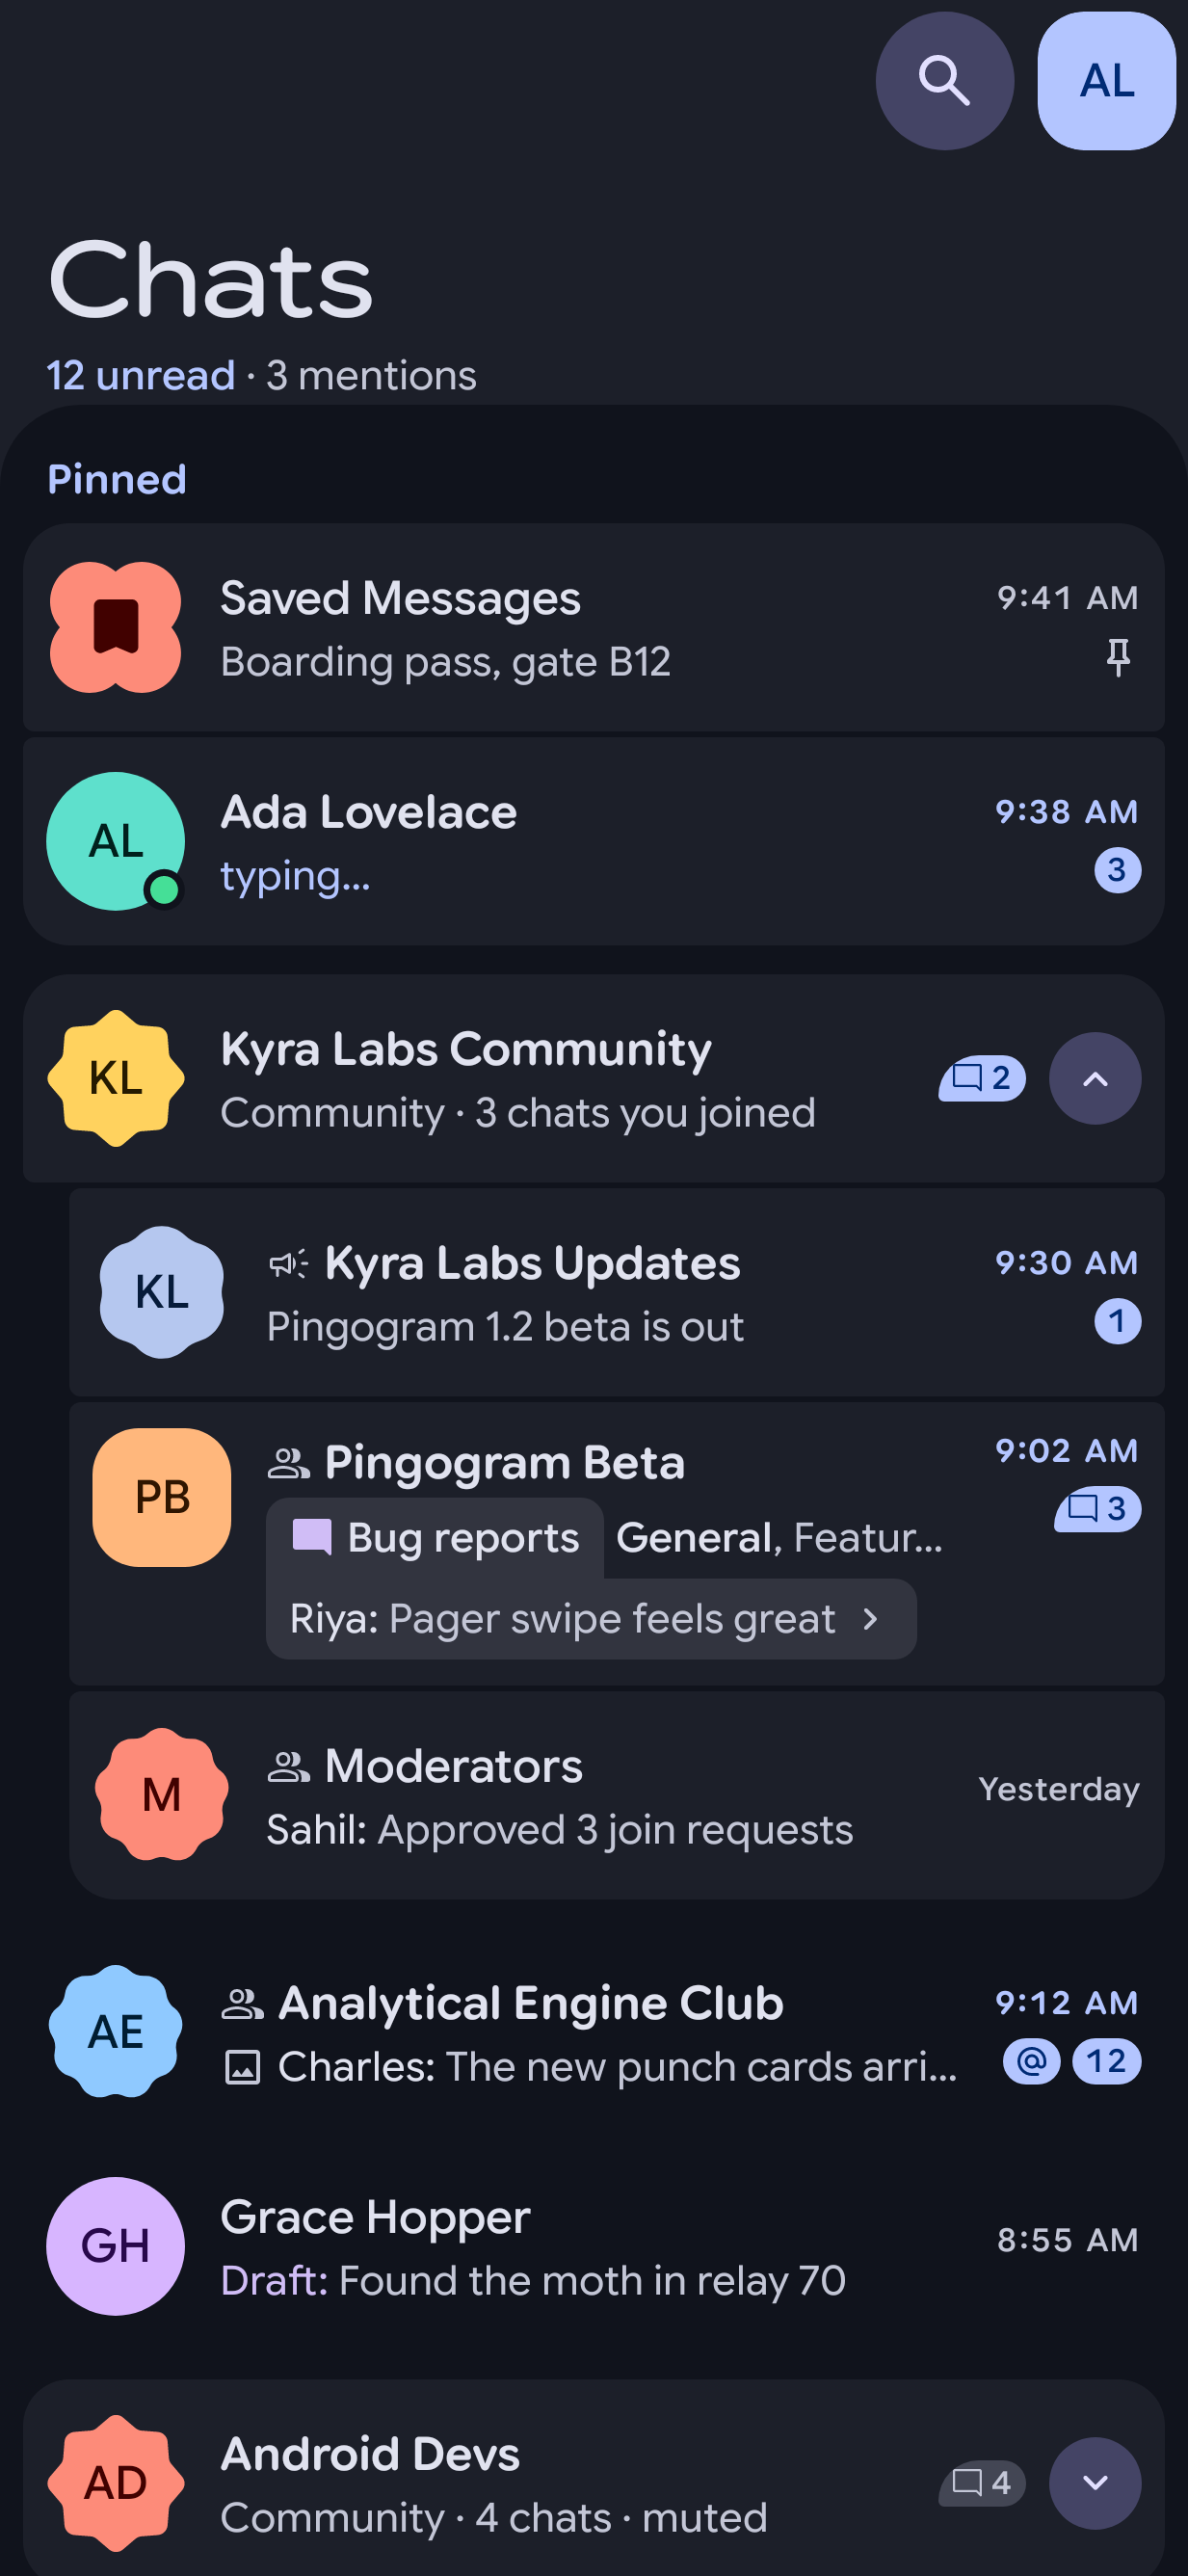 AL
Chats
12 unread · 3 mentions
Pinned
Saved Messages
9:41 AM
Boarding pass, gate B12
AL
Ada Lovelace
9:38 AM
typing...
3
KL
Kyra Labs Community
Community · 3 chats you joined
2
KL
Kyra Labs Updates
9:30 AM
Pingogram 1.2 beta is out
1
PB
Pingogram Beta
9:02 AM
Bug reports General, Featur...
3
Riya: Pager swipe feels great
M
Moderators
Yesterday
Sahil: Approved 3 join requests
AE
Analytical Engine Club
9:12 AM
Charles: The new punch cards arri...
@ 12
GH
Grace Hopper
8:55 AM
Draft: Found the moth in relay 70
AD
Android Devs
Community · 4 chats · muted
4